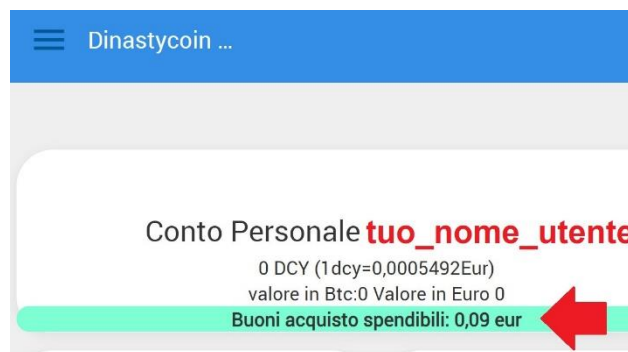 Dinastycoin ...
Conto Personale tuo_nome_utente
0 DCY (1dcy=0,0005492Eur)
valore in Btc:0 Valore in Euro 0
Buoni acquisto spendibili: 0,09 eur